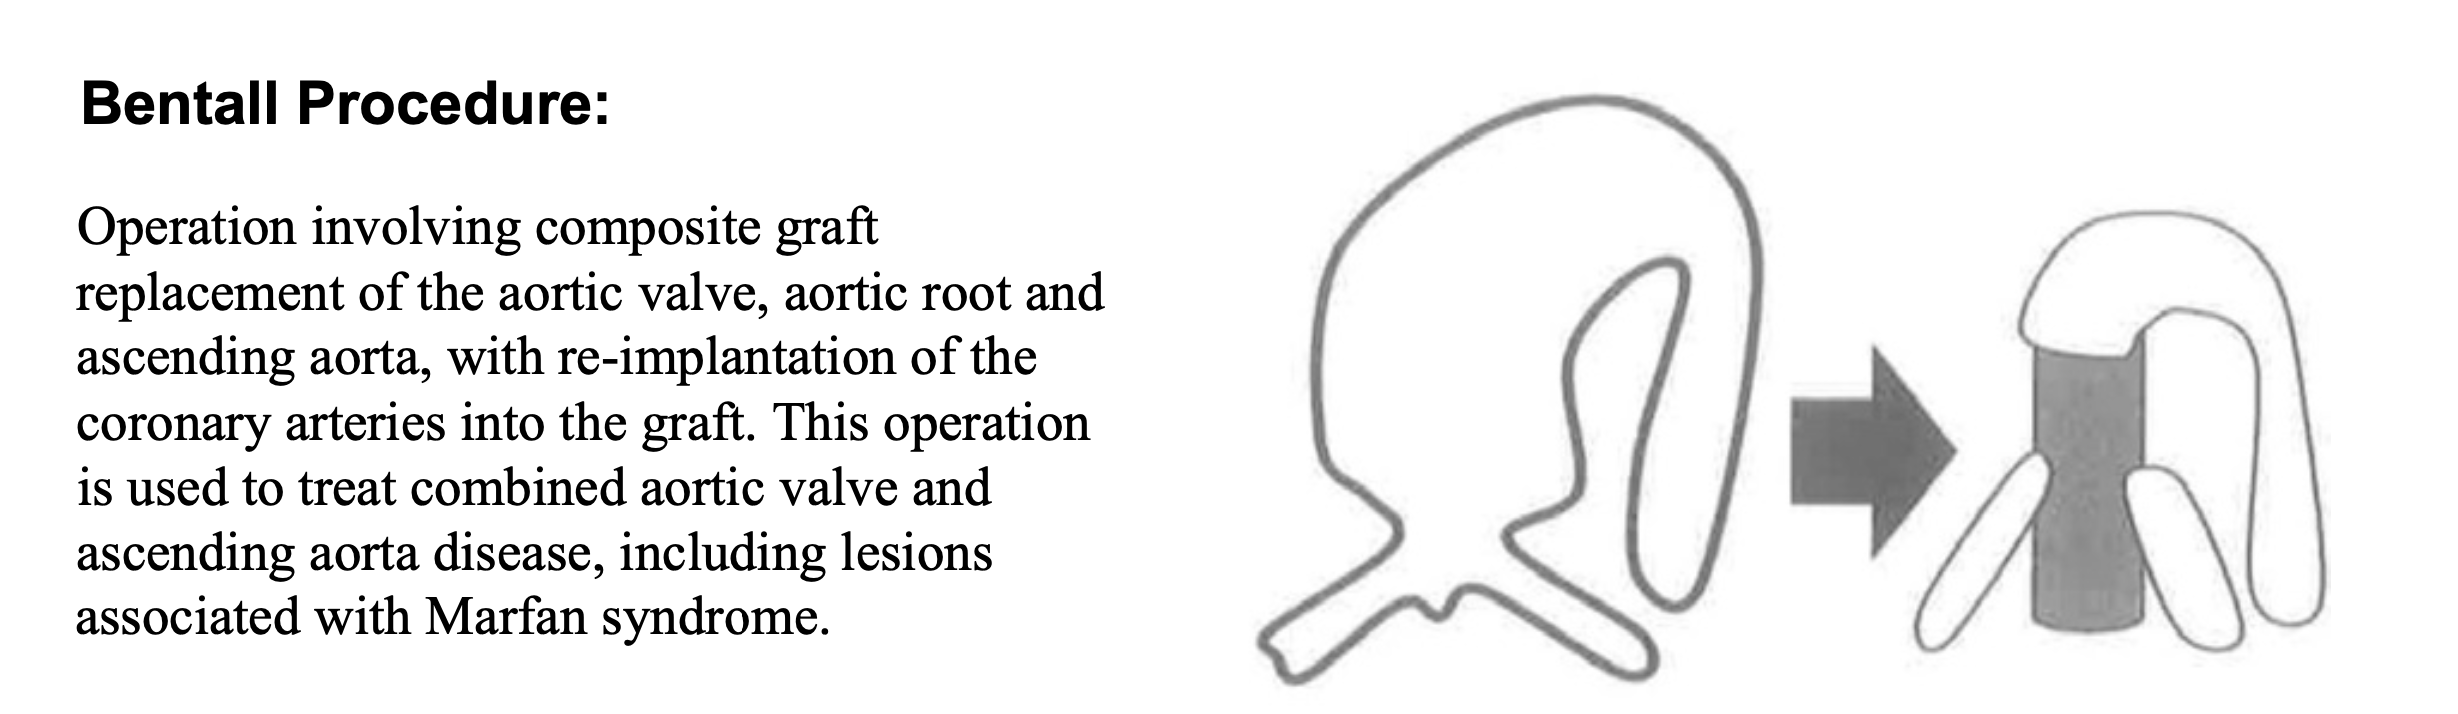 Bentall Procedure:
Operation involving composite graft
replacement of the aortic valve, aortic root and
ascending aorta, with re-implantation of the
coronary arteries into the graft. This operation
is used to treat combined aortic valve and
ascending aorta disease, including lesions
associated with Marfan syndrome.